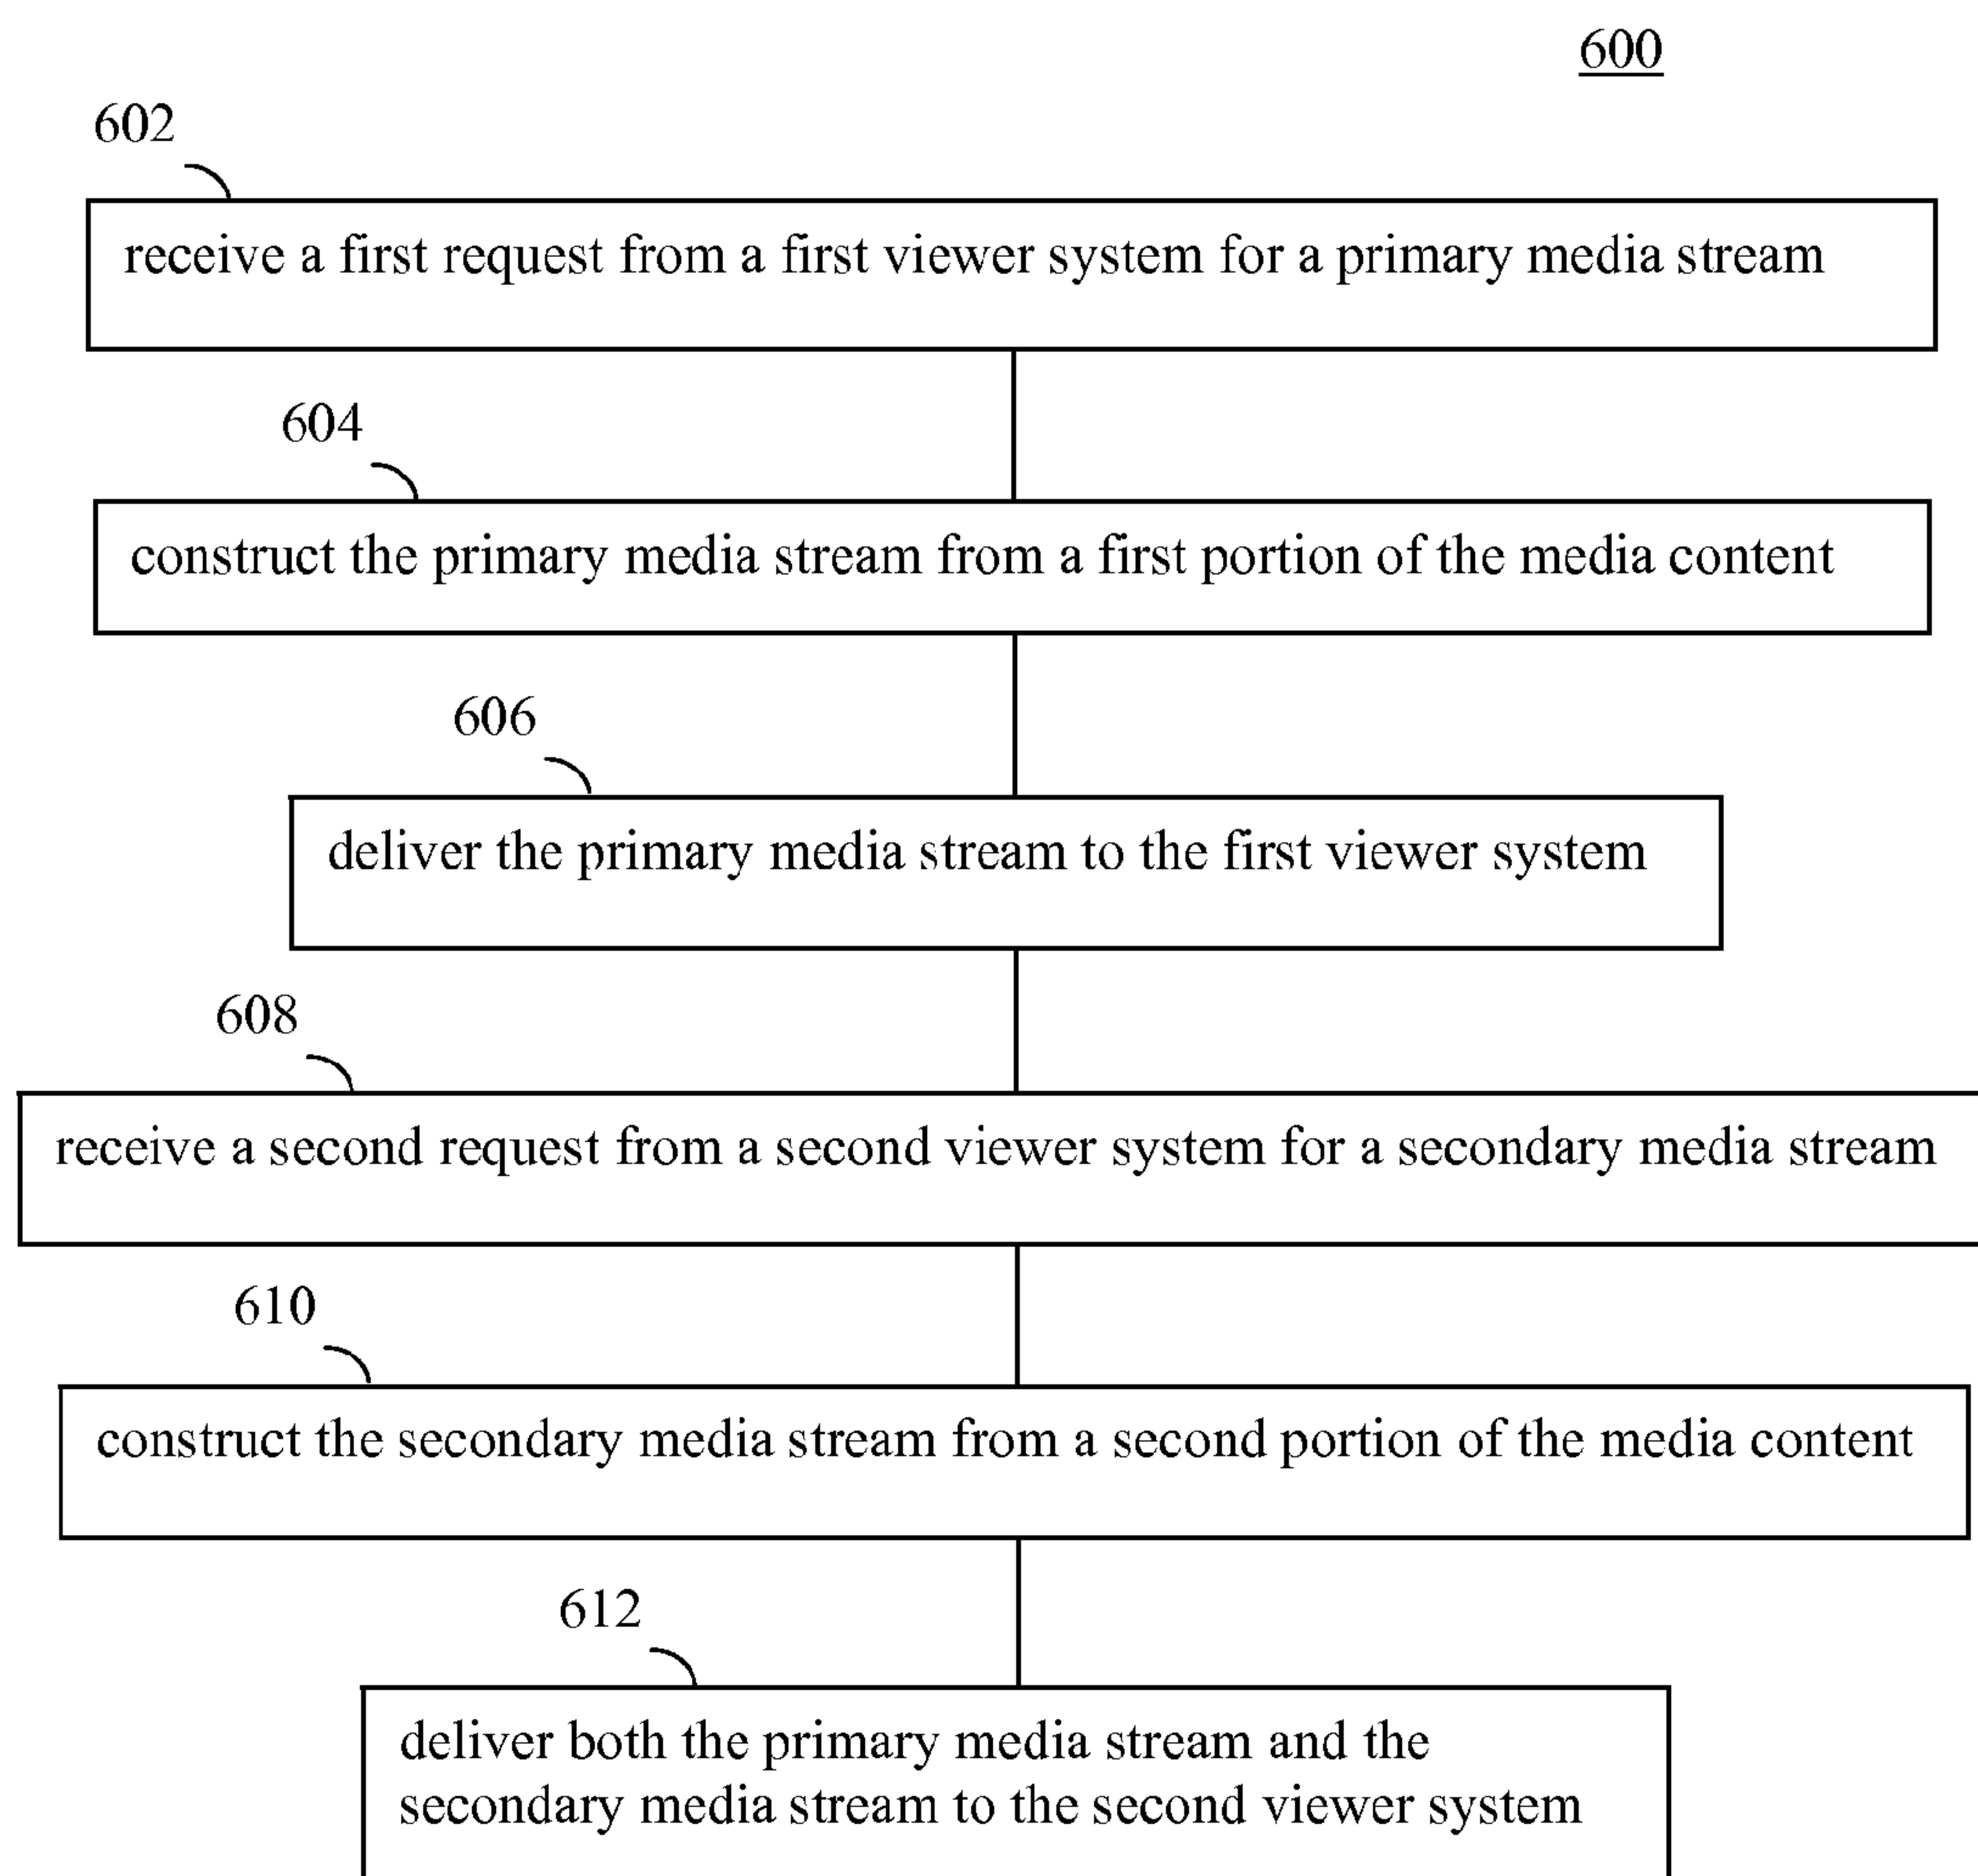 600
602
receive a first request from a first viewer system for a primary media stream
604
construct the primary media stream from a first portion of the media content
606
deliver the primary media stream to the first viewer system
608
receive a second request from a second viewer system for a secondary media stream
610
construct the secondary media stream from a second portion of the media content
612
deliver both the primary media stream and the
secondary media stream to the second viewer system